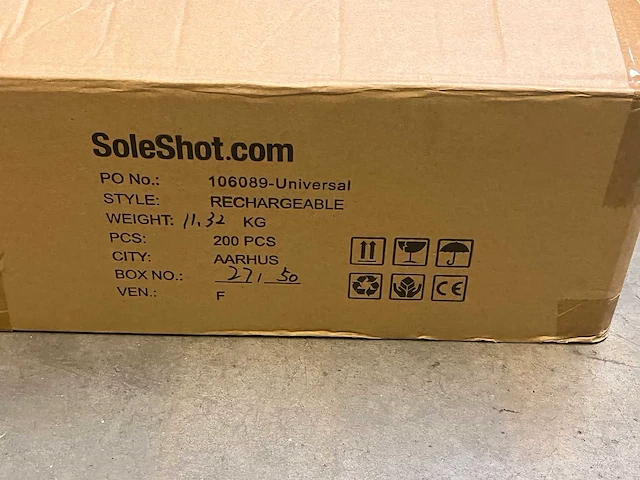 SoleShot.com
PO No.: 106089-Universal
STYLE: RECHARGEABLE
WEIGHT: 11,32 KG
PCS: 200 PCS
CITY: AARHUS
BOX NO.: 27, 50
VEN.: F
CE